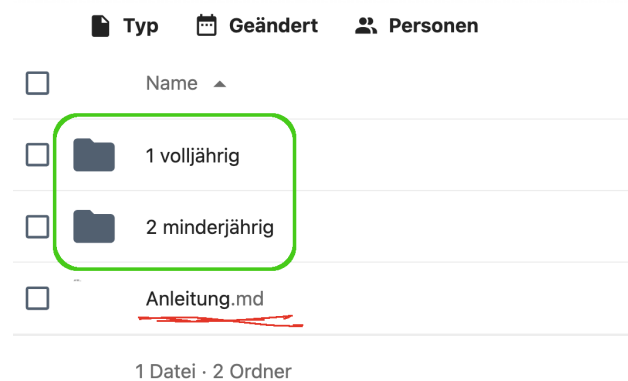 Typ Geändert Personen
Name
1 volljährig
2 minderjährig
Anleitung.md
1 Datei · 2 Ordner